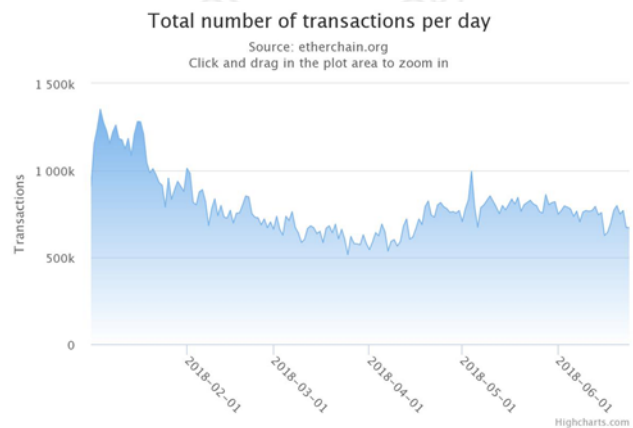 Total number of transactions per day
Source: etherchain.org
Click and drag in the plot area to zoom in
Transactions
1 500k
1 000k
500k
0
2018-02-01
2018-03-01
2018-04-01
2018-05-01
2018-06-01
Highcharts.com